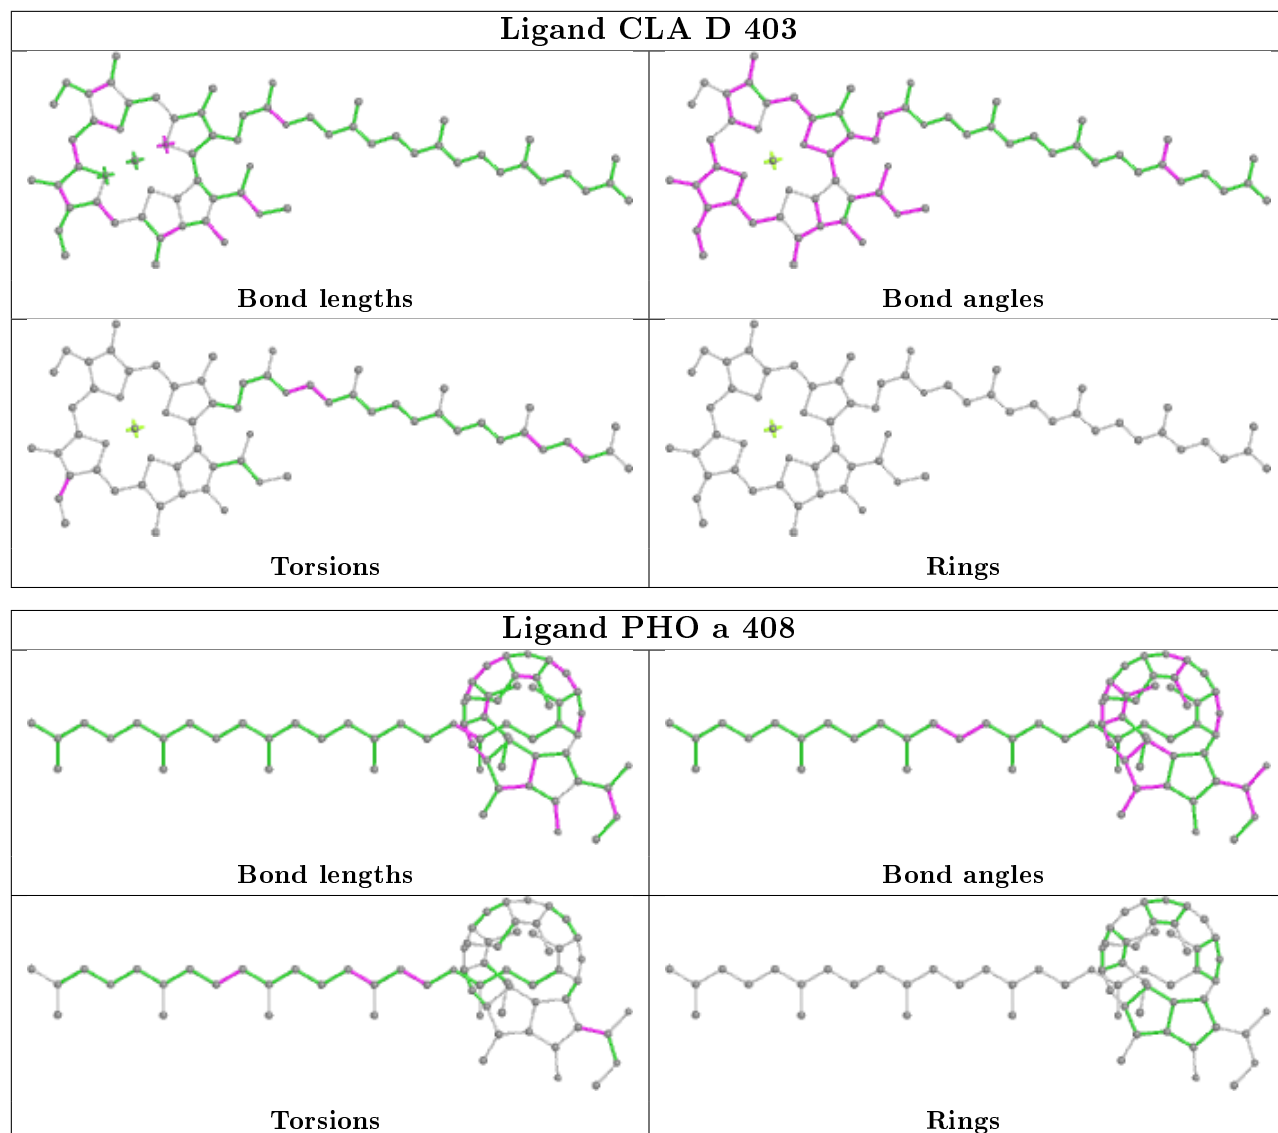 Ligand CLA D 403
Bond lengths
Bond angles
Torsions
Rings
Ligand PHO a 408
Bond lengths
Bond angles
Torsions
Rings